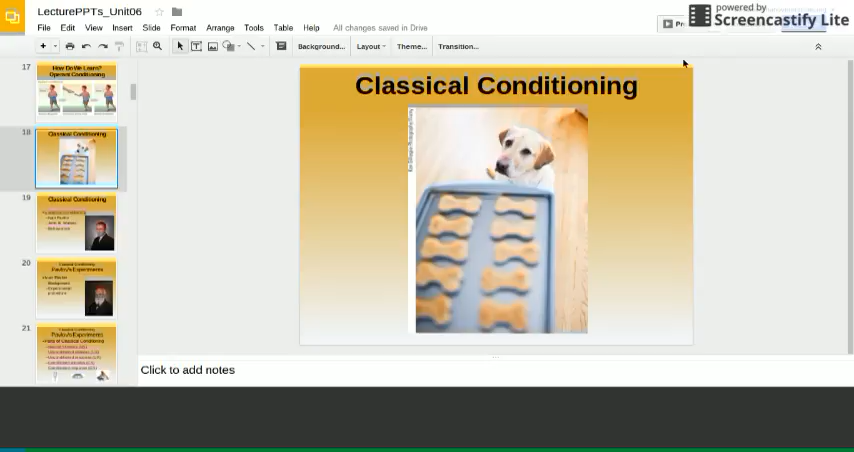 LecturePPTs_Unit06
File Edit View Insert Slide Format Arrange Tools Table Help All changes saved in Drive
powered by
Screencastify Lite
Background... Layout Theme... Transition...
17
How Do We Learn?
Operant Conditioning
18
Classical Conditioning
19
Classical Conditioning
20
Classical Conditioning
Pavlov's Experiments
21
Classical Conditioning
Pavlov's Experiments
Classical Conditioning
Click to add notes